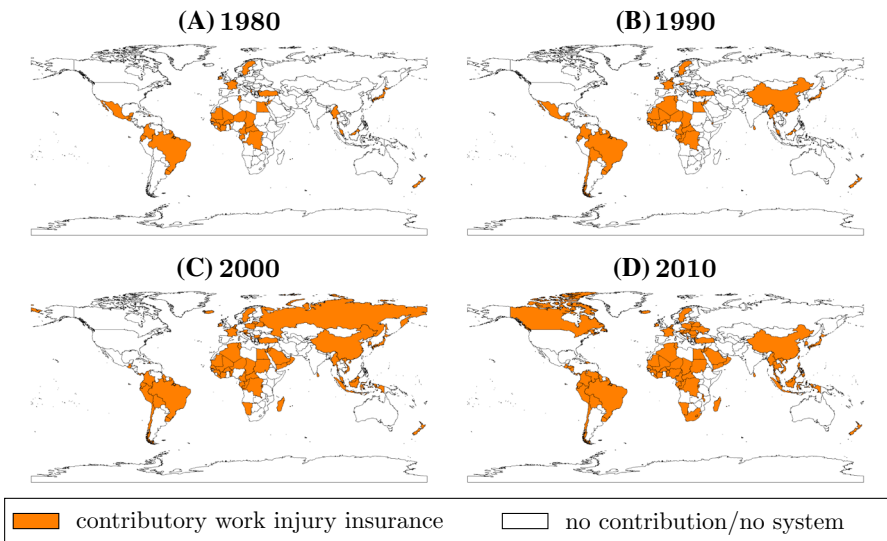 (A) 1980
(B) 1990
(C) 2000
(D) 2010
contributory work injury insurance
no contribution/no system